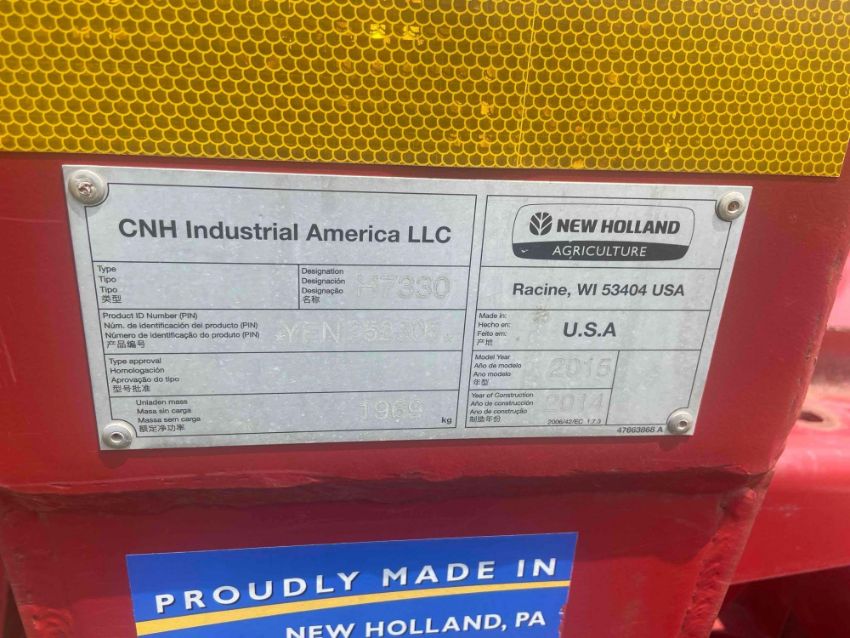 CNH Industrial America LLC
Type
Tipo
Tipo
类型
Designation
Designación
Designação
名称
H7330
Product ID Number (PIN)
Núm. de identificación del producto (PIN)
Número de identificação do produto (PIN)
产品编号
Type approval
Homologación
Aprovação do tipo
型号批准
Unladen mass
Masa sin carga
Massa sem carga
额定净功率
1969
kg
NEW HOLLAND
AGRICULTURE
Racine, WI 53404 USA
Made in:
Hecho en:
Feito em:
产地
U.S.A
Model Year
Año de modelo
Ano modelo
年型
2015
Year of Construction
Año de construcción
Ano de construção
制造年份
2014
2006/42/EC 1.7.3
47663868 A
PROUDLY MADE IN
NEW HOLLAND, PA